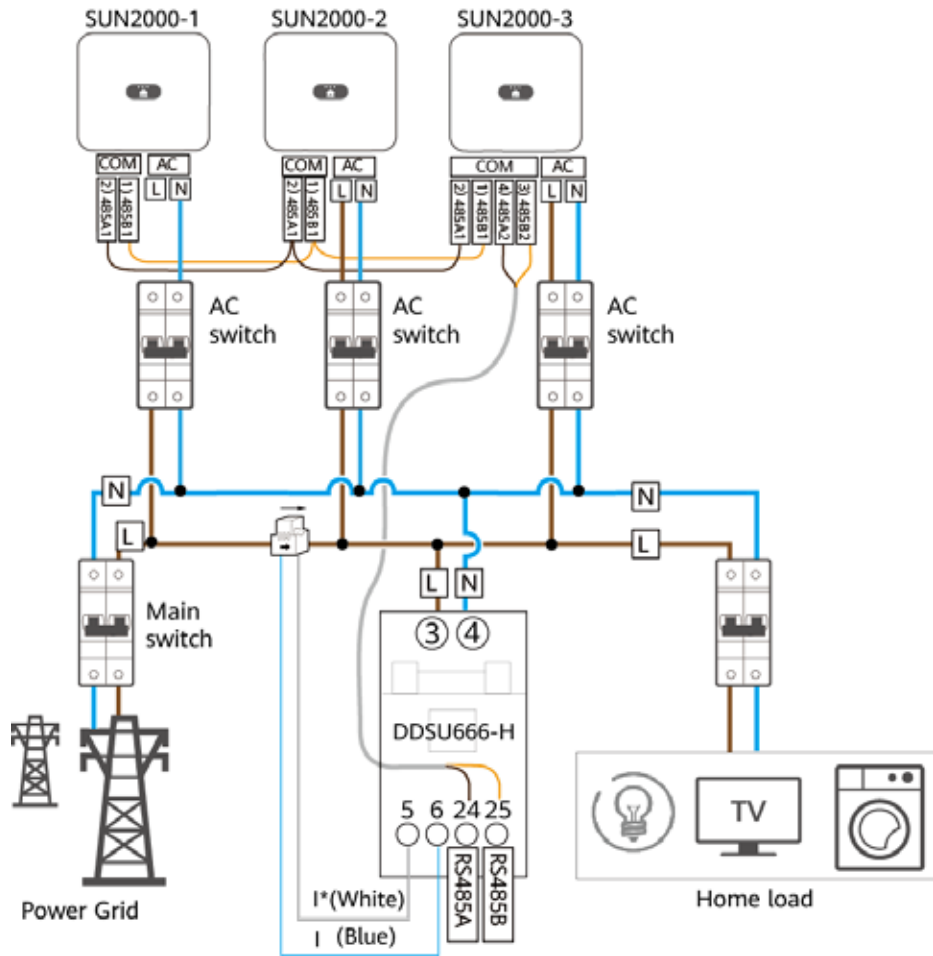 SUN2000-1
SUN2000-2
SUN2000-3
COM
AC
COM
AC
COM
AC
2) 485A1
1) 485B1
L
N
2) 485A1
1) 485B1
L
N
2) 485A1
1) 485B1
4) 485A2
3) 485B2
L
N
AC
switch
AC
switch
AC
switch
N
N
L
L
L
N
Main
switch
3
4
DDSU666-H
TV
5
6
24
25
RS485A
RS485B
I*(White)
I (Blue)
Power Grid
Home load